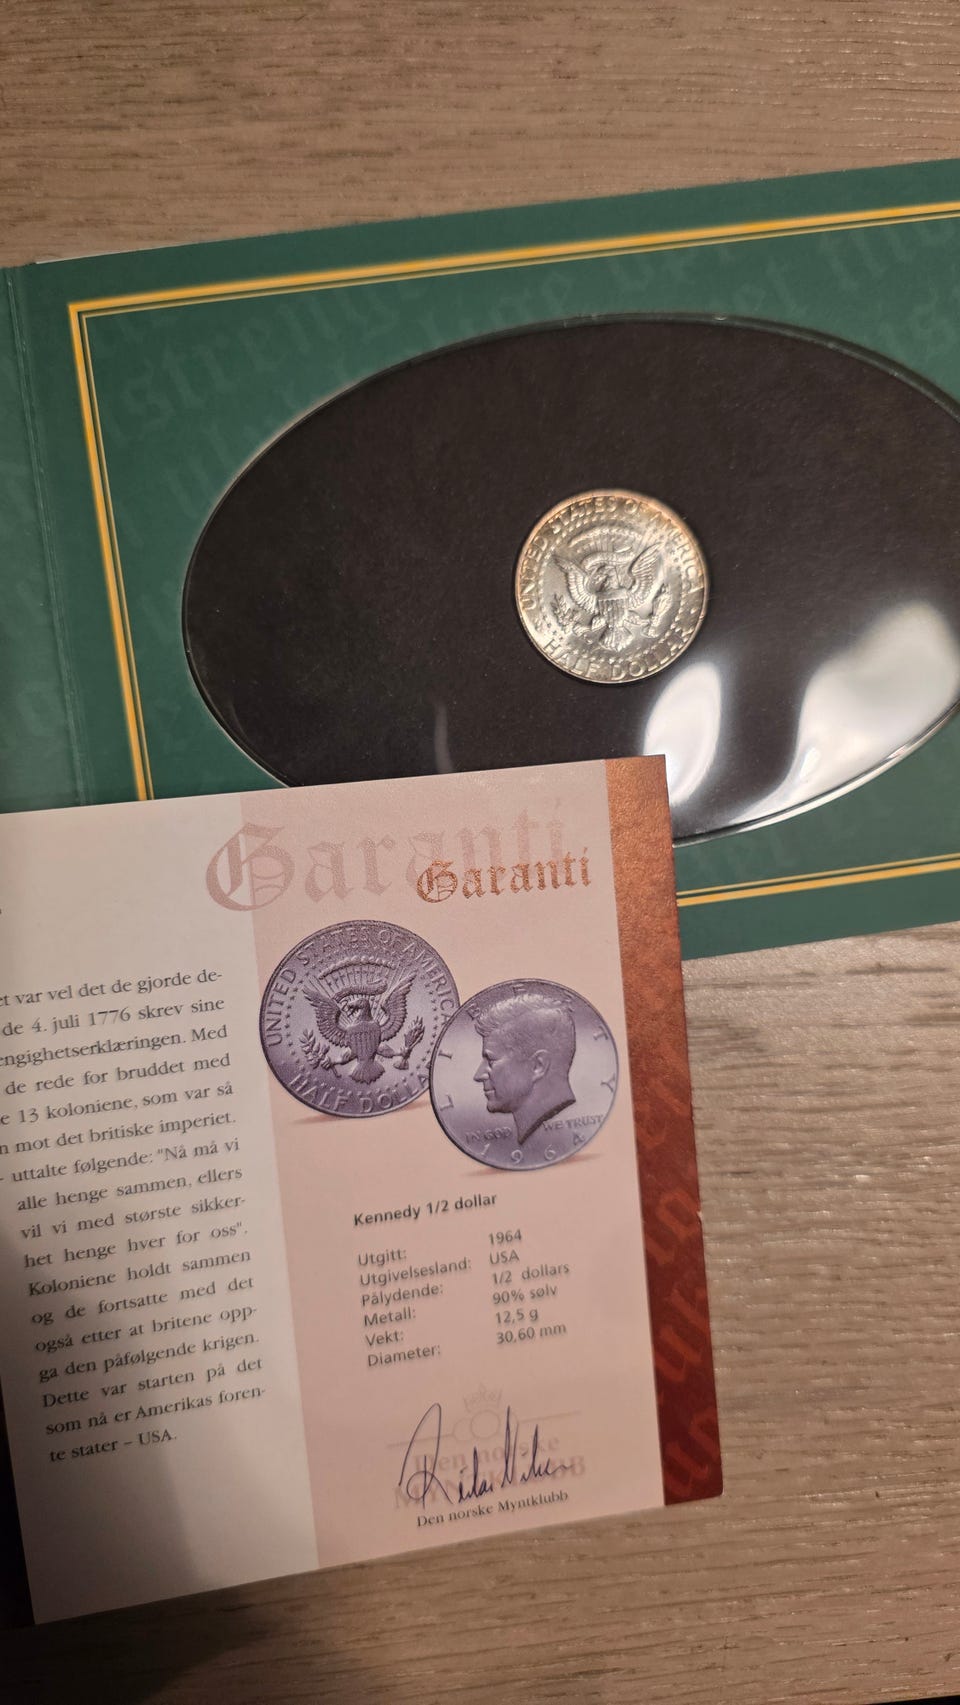 UNITED STATES OF AMERICA
HALF DOLLAR
Garanti
Garanti
et var vel det de gjorde de-
de 4. juli 1776 skrev sine
engighetserklæringen. Med
de rede for bruddet med
e 13 koloniene, som var så
n mot det britiske imperiet.
- uttalte følgende: "Nå må vi
alle henge sammen, ellers
vil vi med største sikker-
het henge hver for oss".
Koloniene holdt sammen
og de fortsatte med det
også etter at britene opp-
ga den påfølgende krigen.
Dette var starten på det
som nå er Amerikas foren-
te stater – USA.
UNITED STATES OF AMERICA
HALF DOLLA
LIBERTY
IN GOD WE TRUST
1964
Kennedy 1/2 dollar
Utgitt: 1964
Utgivelsesland: USA
Pålydende: 1/2 dollars
Metall: 90% sølv
Vekt: 12,5 g
Diameter: 30,60 mm
Den norske
Den norske Myntklubb